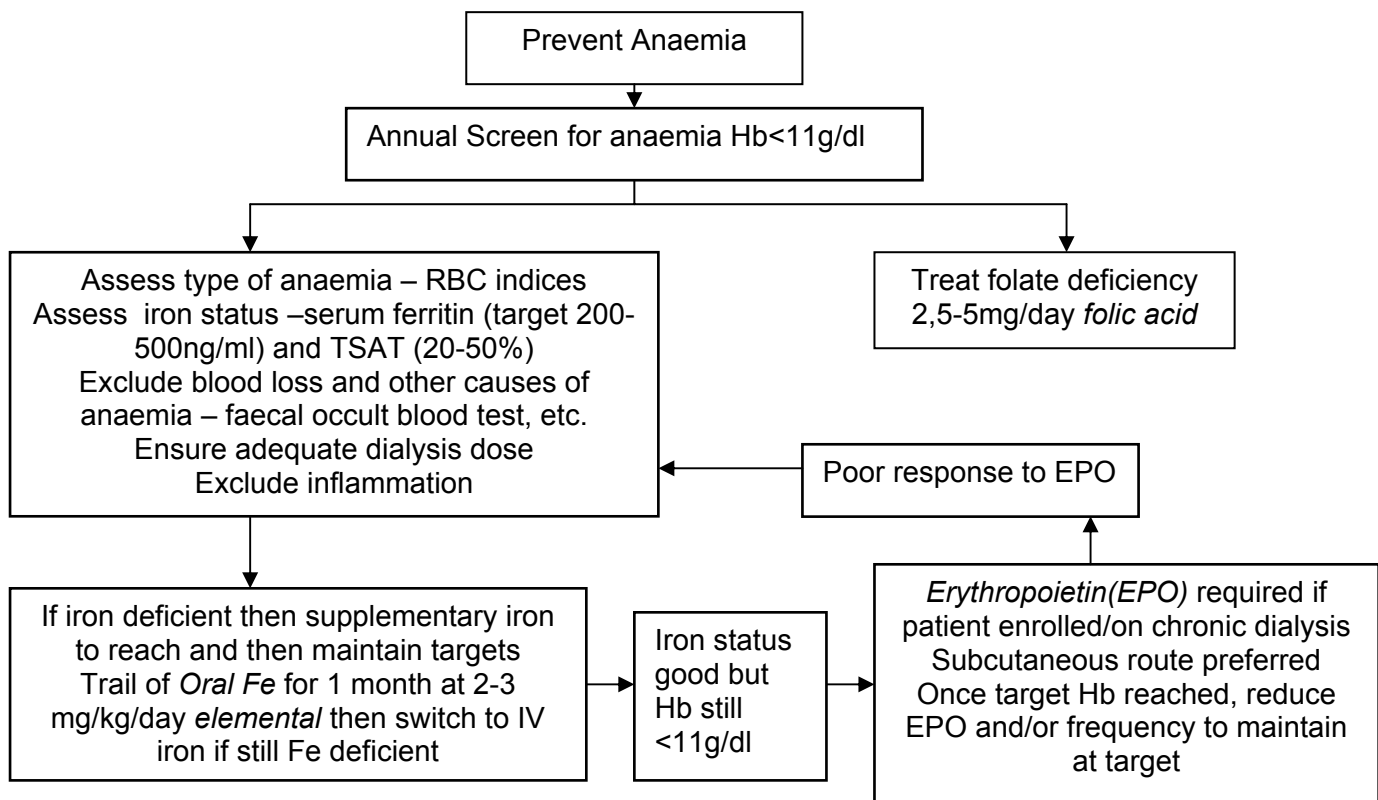 Prevent Anaemia
Annual Screen for anaemia Hb<11g/dl
Assess type of anaemia – RBC indices
Assess iron status –serum ferritin (target 200-
500ng/ml) and TSAT (20-50%)
Exclude blood loss and other causes of
anaemia – faecal occult blood test, etc.
Ensure adequate dialysis dose
Exclude inflammation
Treat folate deficiency
2,5-5mg/day folic acid
Poor response to EPO
If iron deficient then supplementary iron
to reach and then maintain targets
Trail of Oral Fe for 1 month at 2-3
mg/kg/day elemental then switch to IV
iron if still Fe deficient
Iron status
good but
Hb still
<11g/dl
Erythropoietin(EPO) required if
patient enrolled/on chronic dialysis
Subcutaneous route preferred
Once target Hb reached, reduce
EPO and/or frequency to maintain
at target